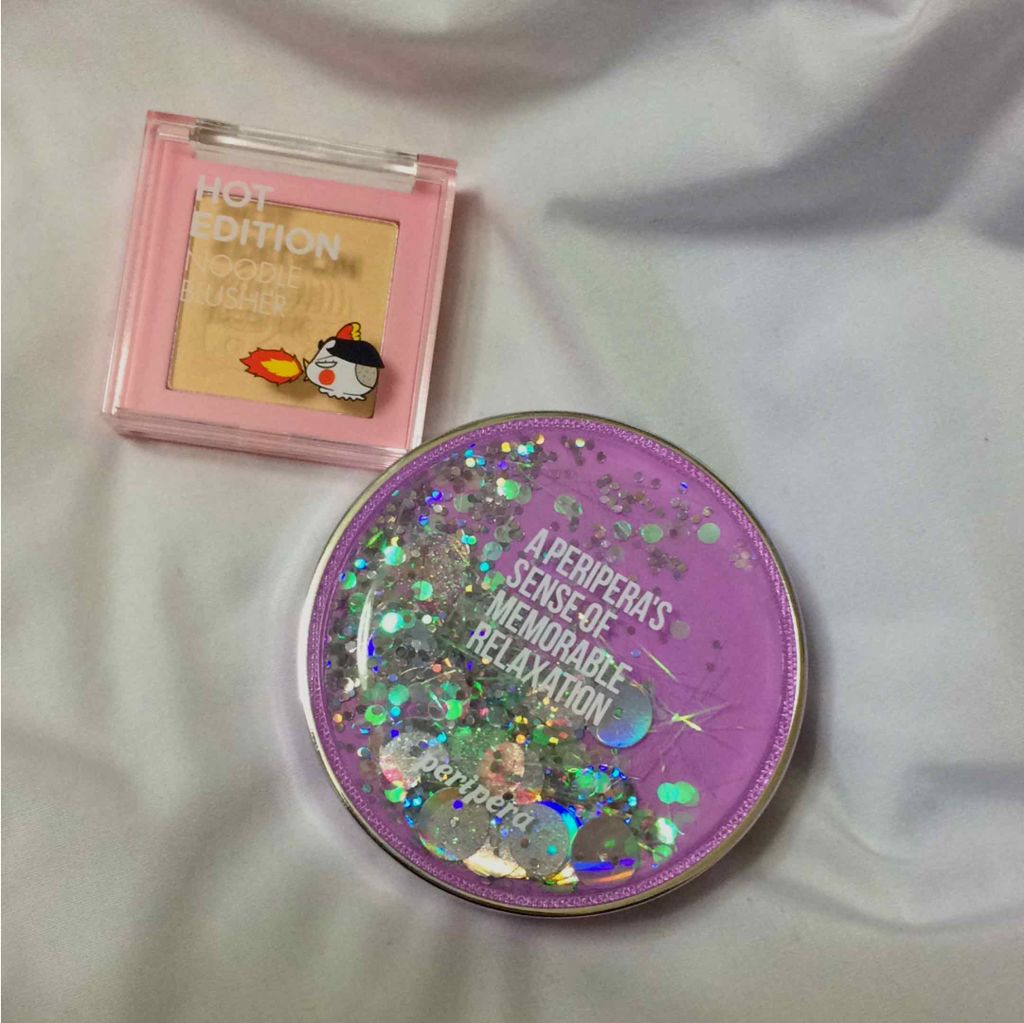 HOT
EDITION
NOODLE
BLUSHER
A PERIPERA'S
SENSE OF
MEMORABLE
RELAXATION
peripera